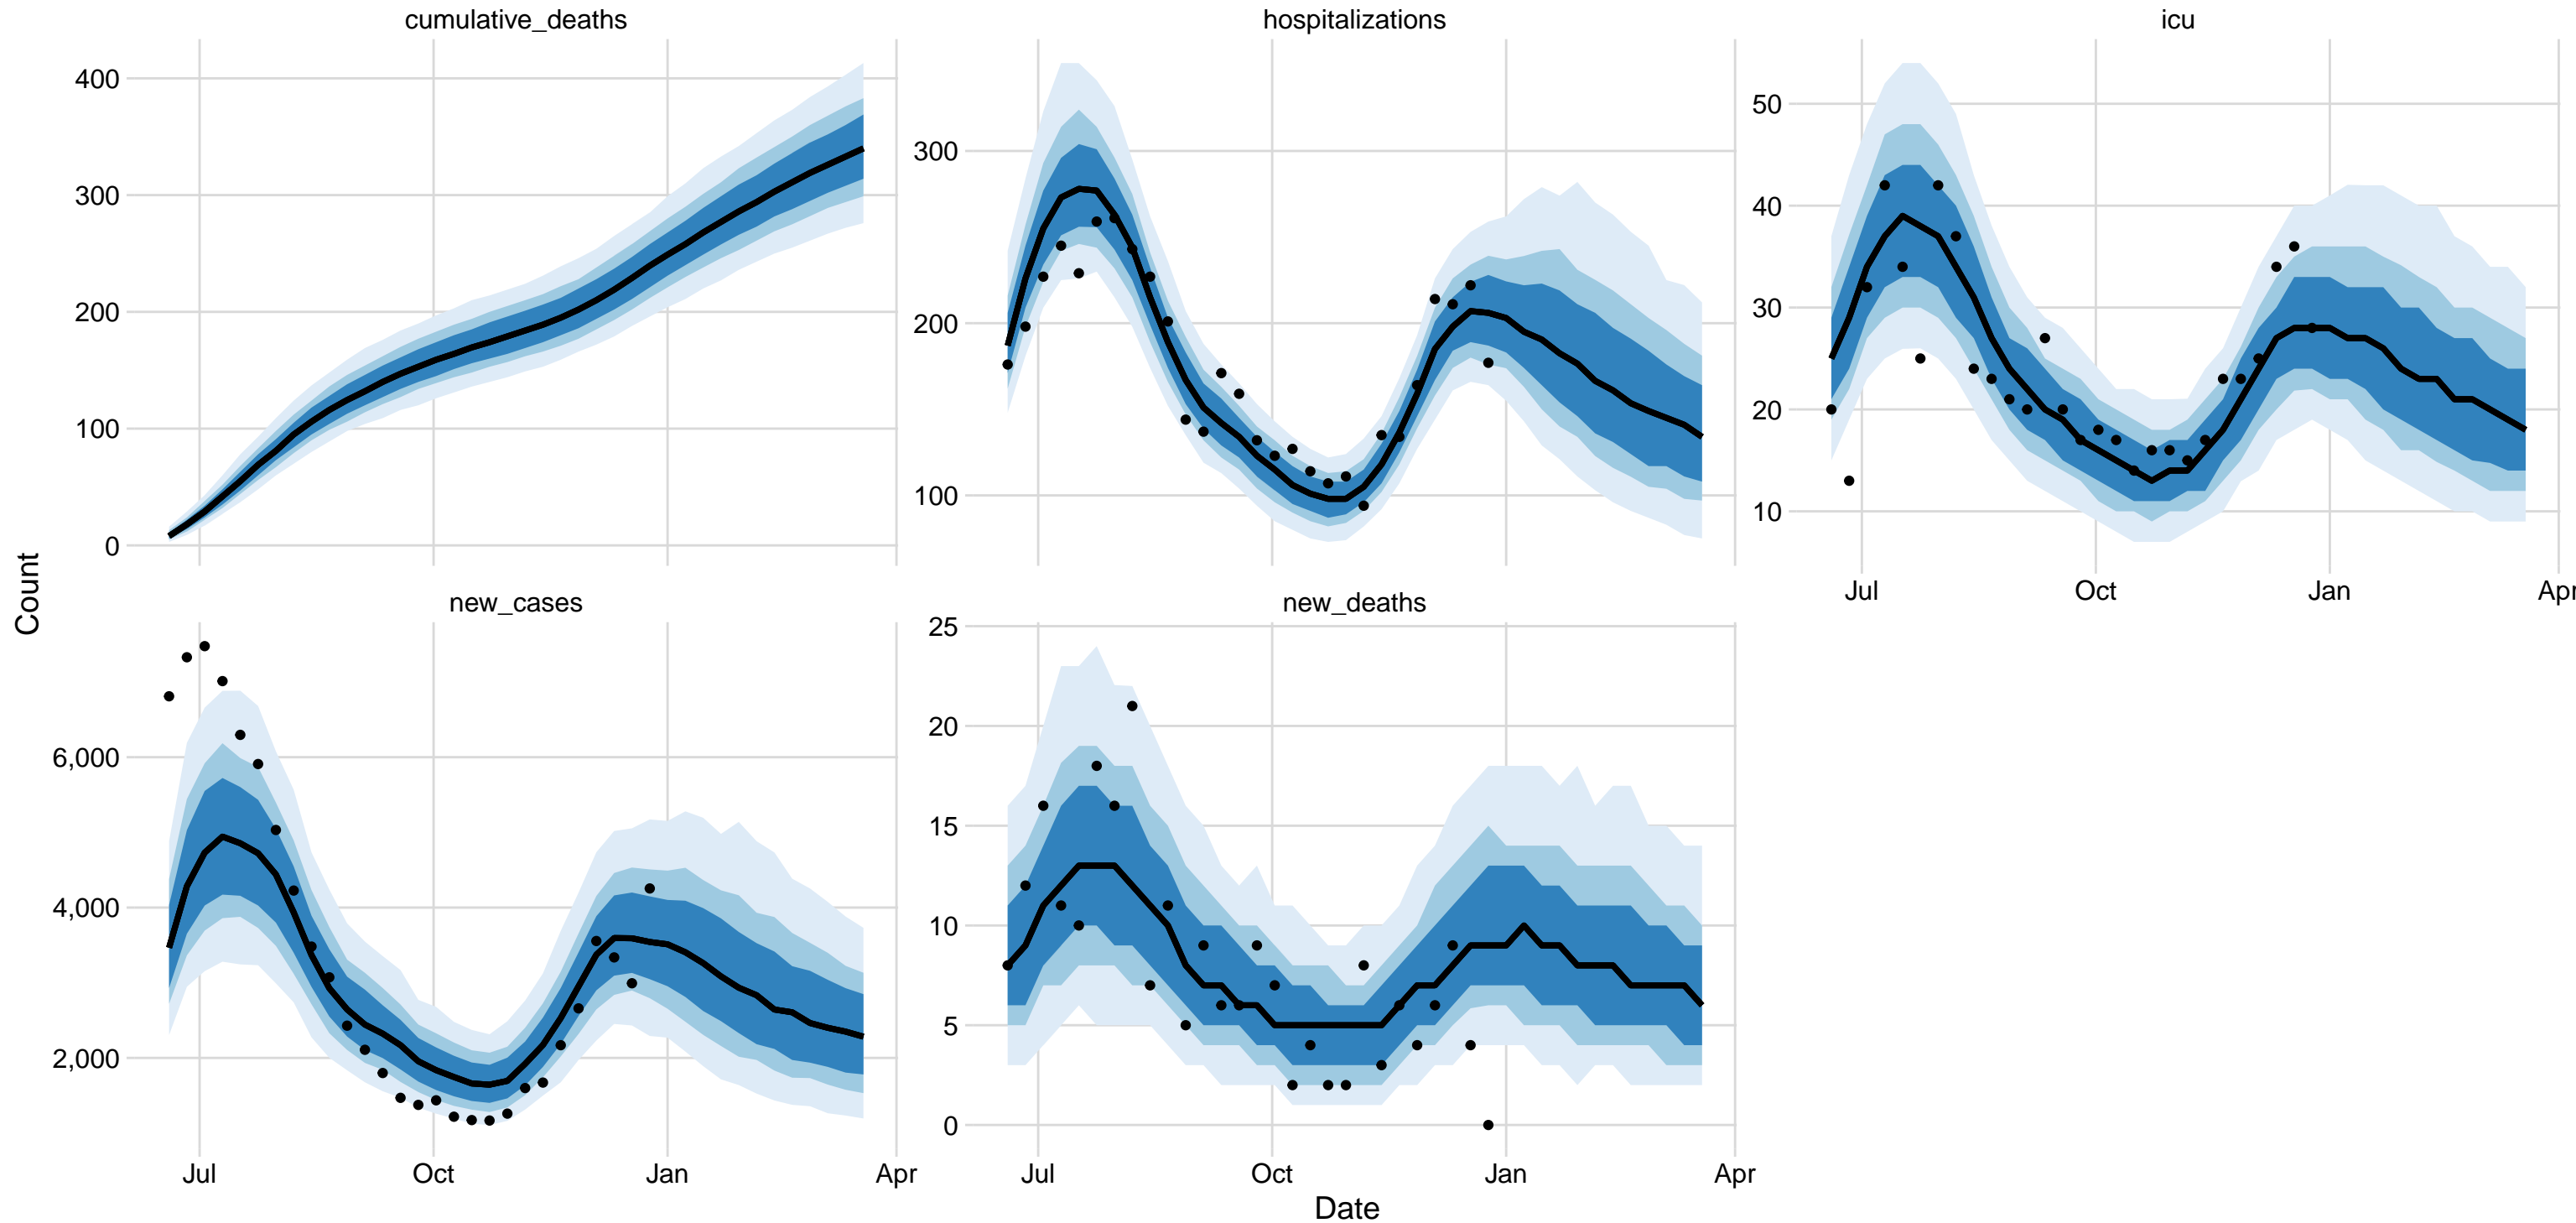 cumulative_deaths
hospitalizations
icu
400
300
200
100
0
300
200
100
50
40
30
20
10
Jul Oct Jan Apr
Count
new_cases
new_deaths
6,000
4,000
2,000
25
20
15
10
5
0
Jul Oct Jan Apr
Jul Oct Jan Apr
Date